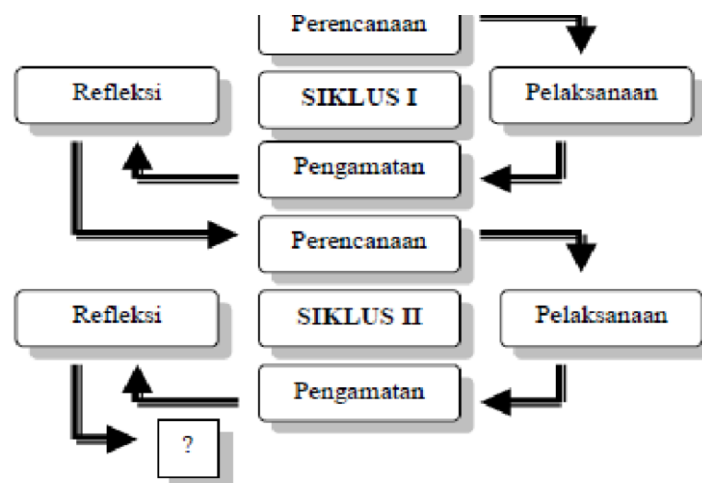 Perencanaan
Refleksi
SIKLUS I
Pelaksanaan
Pengamatan
Perencanaan
Refleksi
SIKLUS II
Pelaksanaan
Pengamatan
?